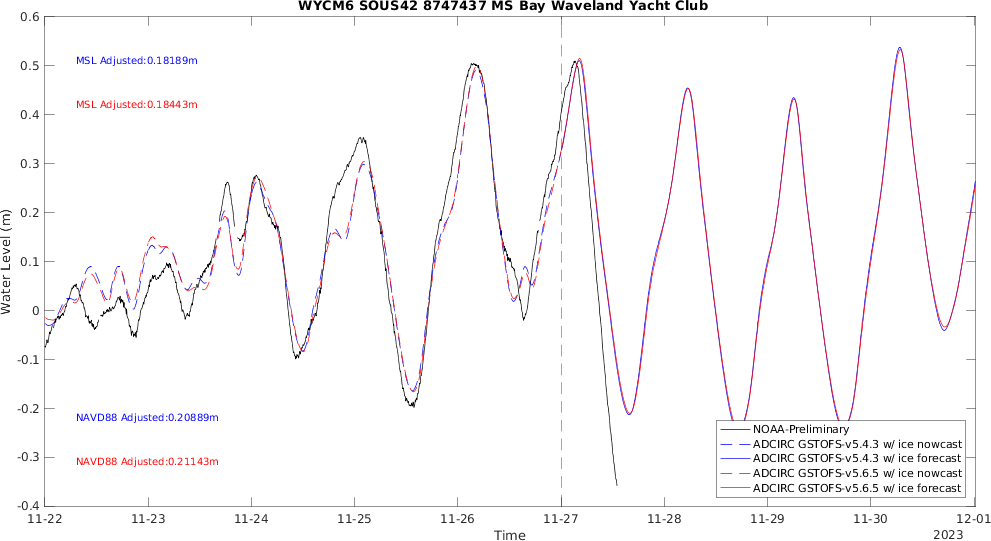 WYCM6 SOUS42 8747437 MS Bay Waveland Yacht Club
0.6
0.5
0.4
0.3
0.2
0.1
0
-0.1
-0.2
-0.3
-0.4
Water Level (m)
MSL Adjusted:0.18189m
MSL Adjusted:0.18443m
NAVD88 Adjusted:0.20889m
NAVD88 Adjusted:0.21143m
NOAA-Preliminary
ADCIRC GSTOFS-v5.4.3 w/ ice nowcast
ADCIRC GSTOFS-v5.4.3 w/ ice forecast
ADCIRC GSTOFS-v5.6.5 w/ ice nowcast
ADCIRC GSTOFS-v5.6.5 w/ ice forecast
11-22 11-23 11-24 11-25 11-26 11-27 11-28 11-29 11-30 12-01
2023
Time